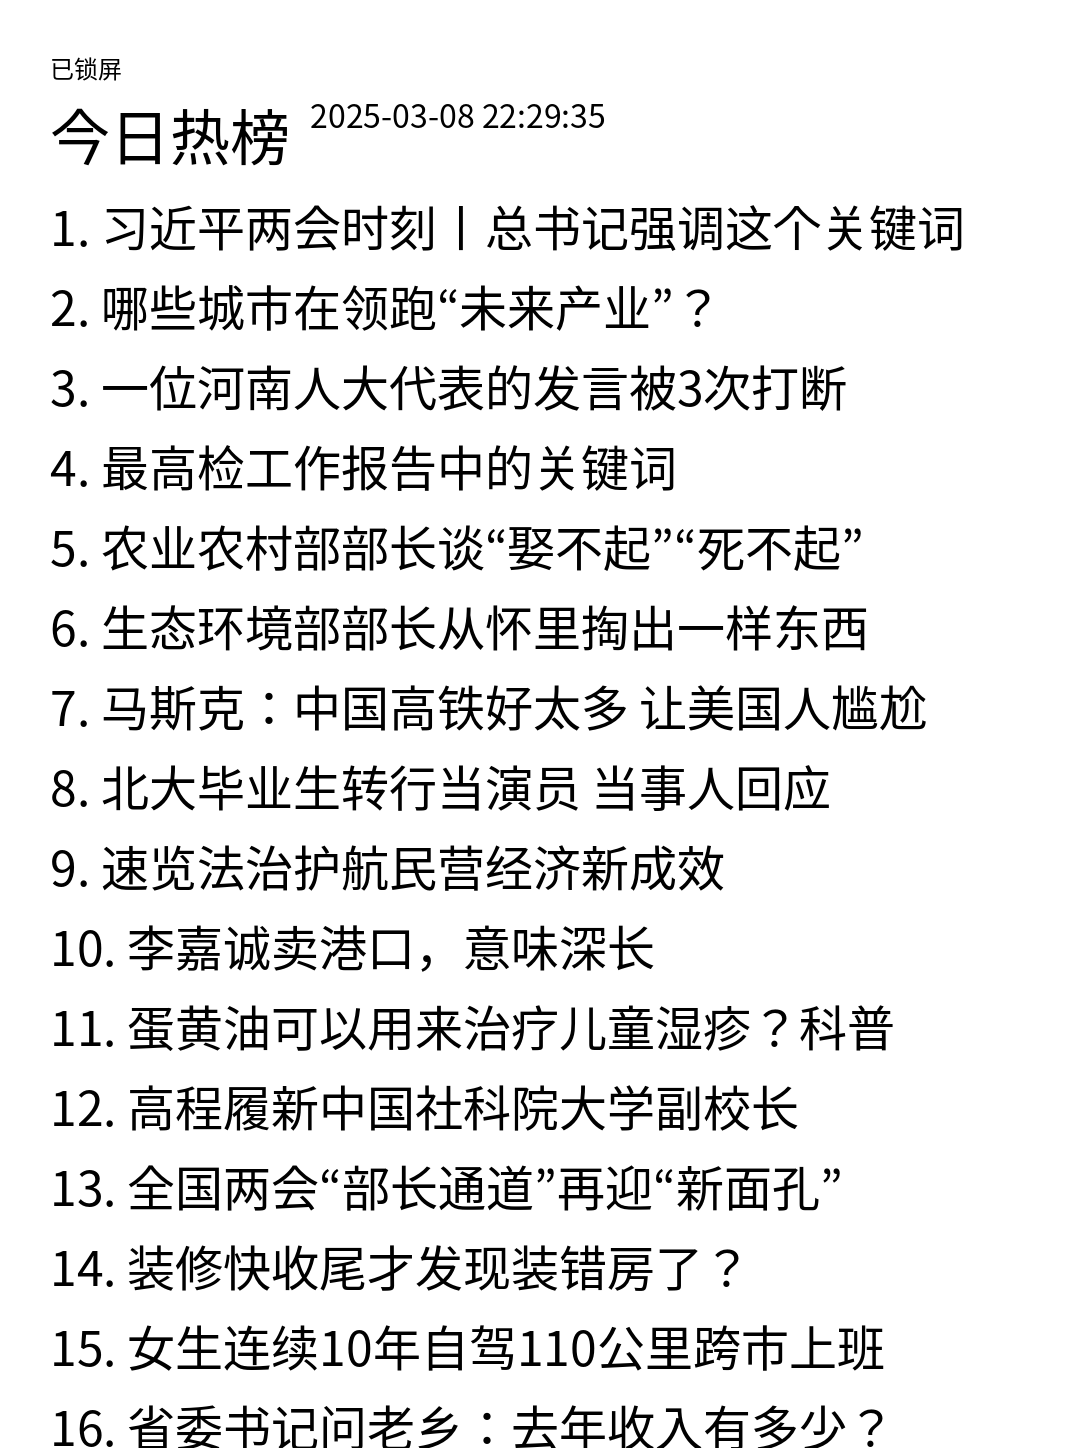 已锁屏
今日热榜 2025-03-08 22:29:35
1. 习近平两会时刻丨总书记强调这个关键词
2. 哪些城市在领跑“未来产业”？
3. 一位河南人大代表的发言被3次打断
4. 最高检工作报告中的关键词
5. 农业农村部部长谈“娶不起”“死不起”
6. 生态环境部部长从怀里掏出一样东西
7. 马斯克：中国高铁好太多 让美国人尴尬
8. 北大毕业生转行当演员 当事人回应
9. 速览法治护航民营经济新成效
10. 李嘉诚卖港口，意味深长
11. 蛋黄油可以用来治疗儿童湿疹？科普
12. 高程履新中国社科院大学副校长
13. 全国两会“部长通道”再迎“新面孔”
14. 装修快收尾才发现装错房了？
15. 女生连续10年自驾110公里跨市上班
16. 省委书记问老乡：去年收入有多少？